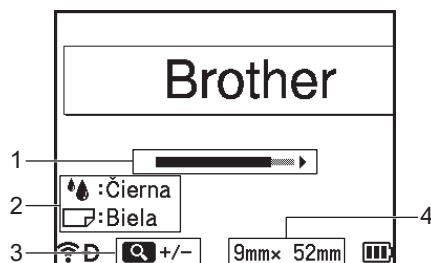 Brother
1
2
:Čierna
:Biela
4
3
D
+/-
9mm× 52mm